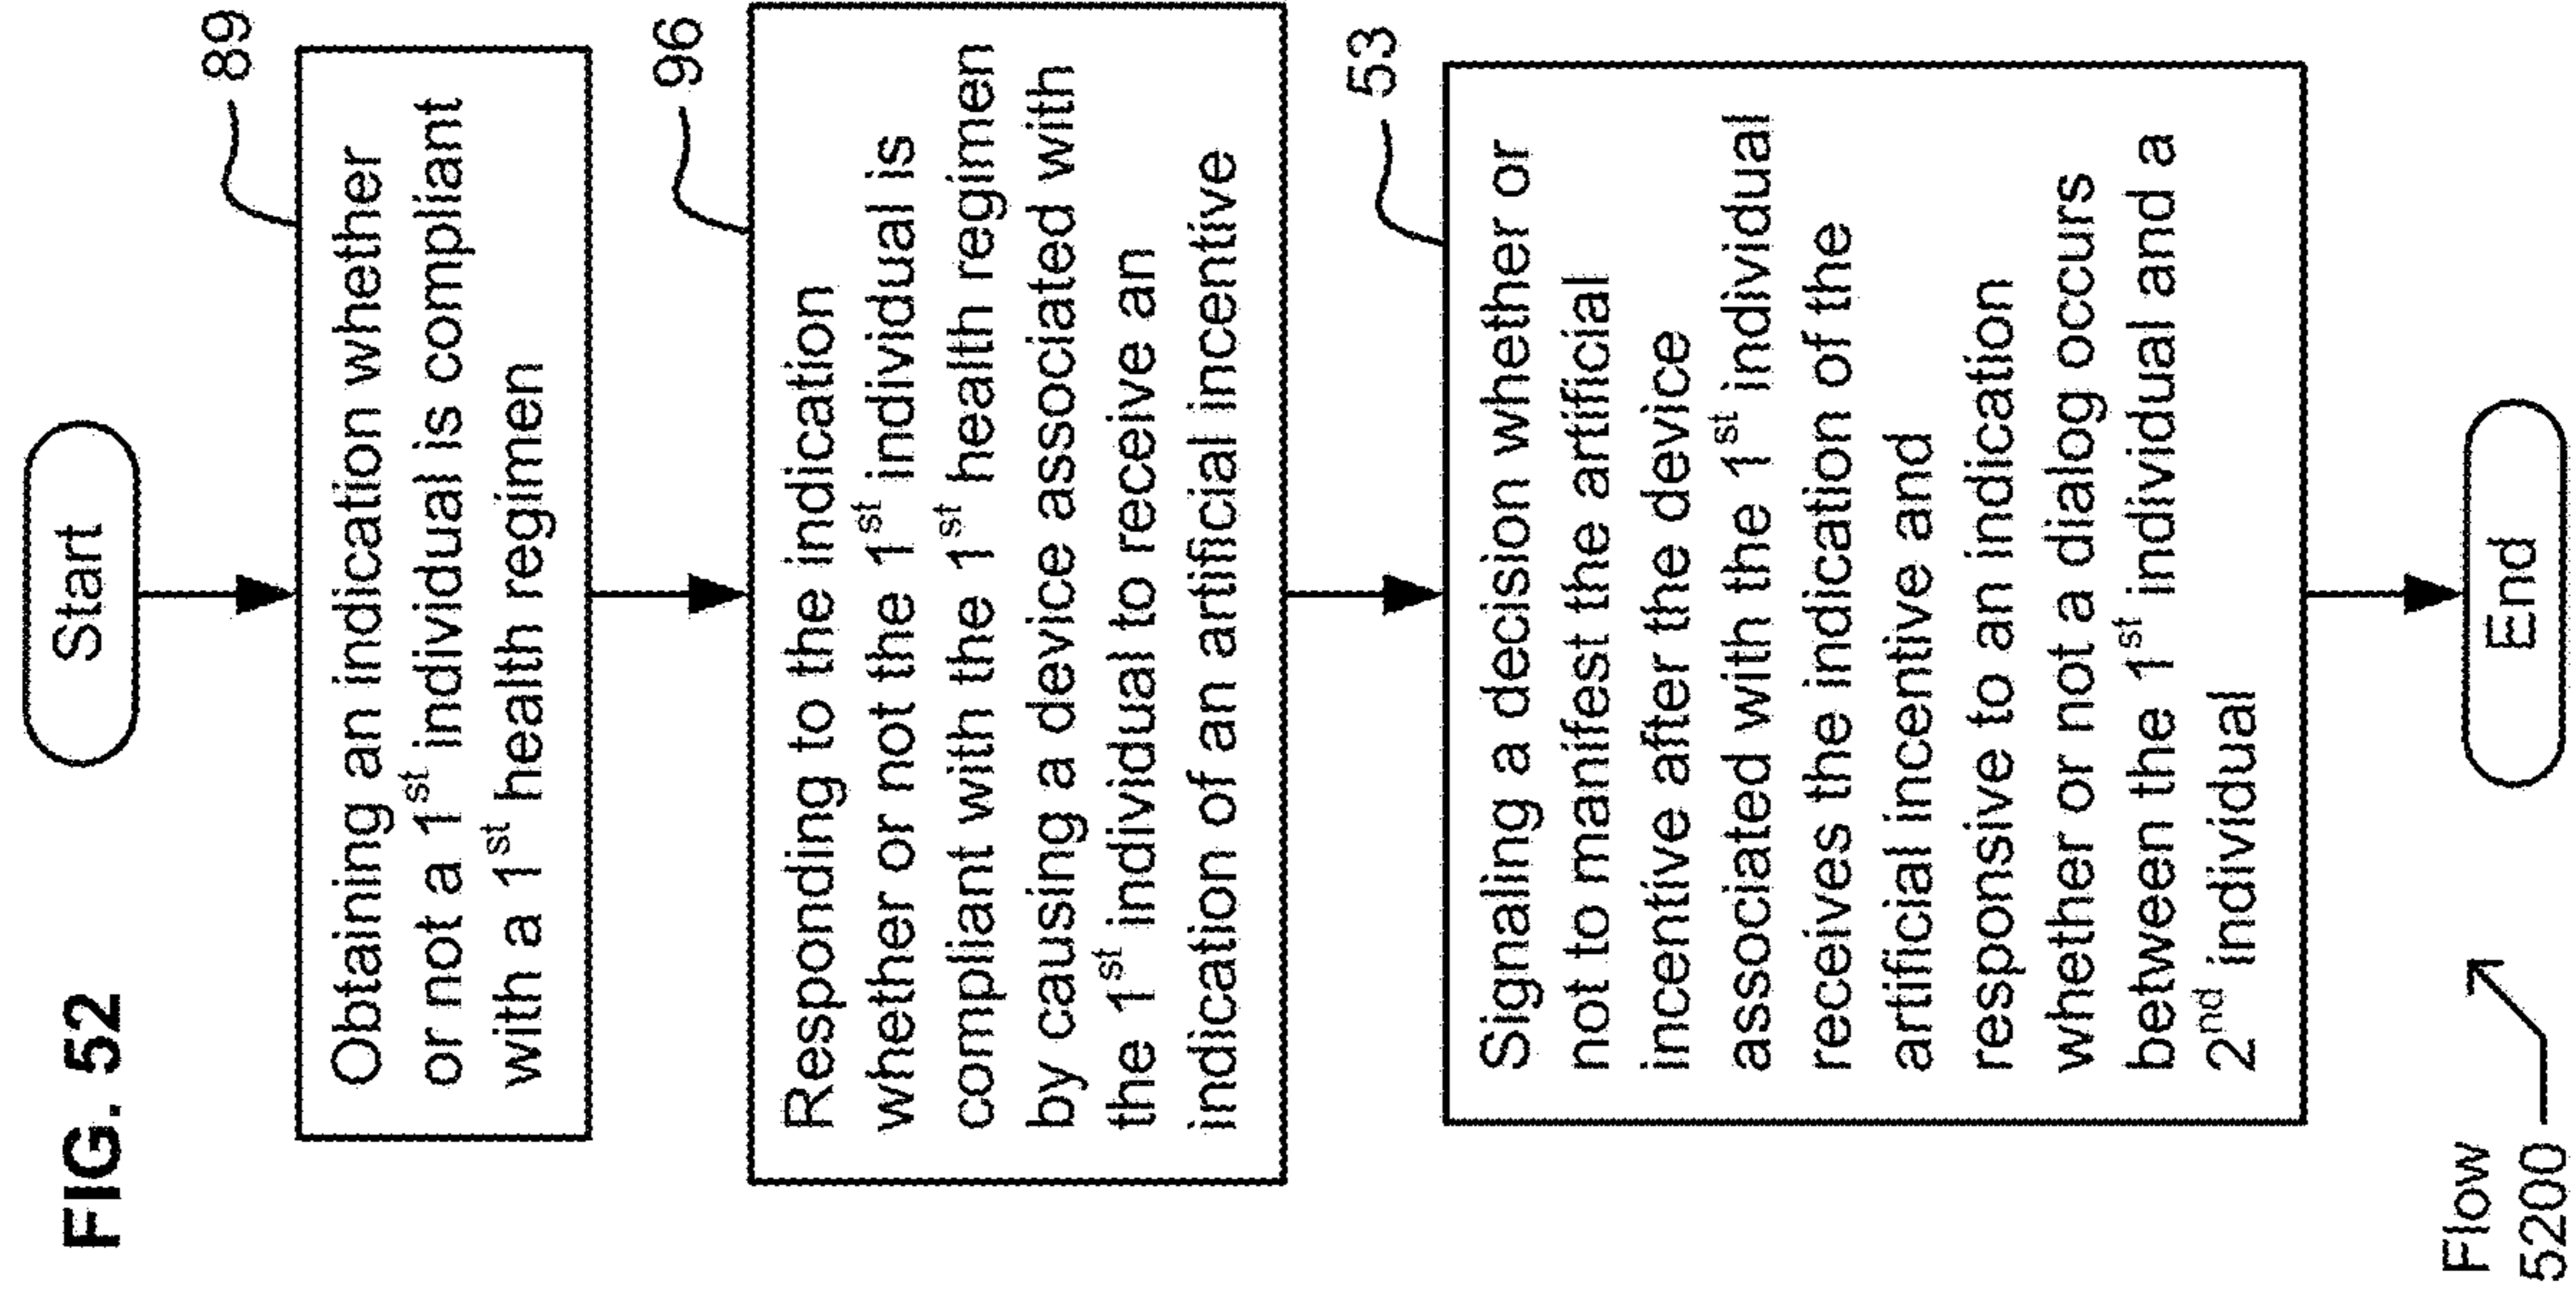 FIG. 52
Start
89
Obtaining an indication whether
or not a 1st individual is compliant
with a 1st health regimen
96
Responding to the indication
whether or not the 1st individual is
compliant with the 1st health regimen
by causing a device associated with
the 1st individual to receive an
indication of an artificial incentive
53
Signaling a decision whether or
not to manifest the artificial
incentive after the device
associated with the 1st individual
receives the indication of the
artificial incentive and
responsive to an indication
whether or not a dialog occurs
between the 1st individual and a
2nd individual
End
Flow
5200